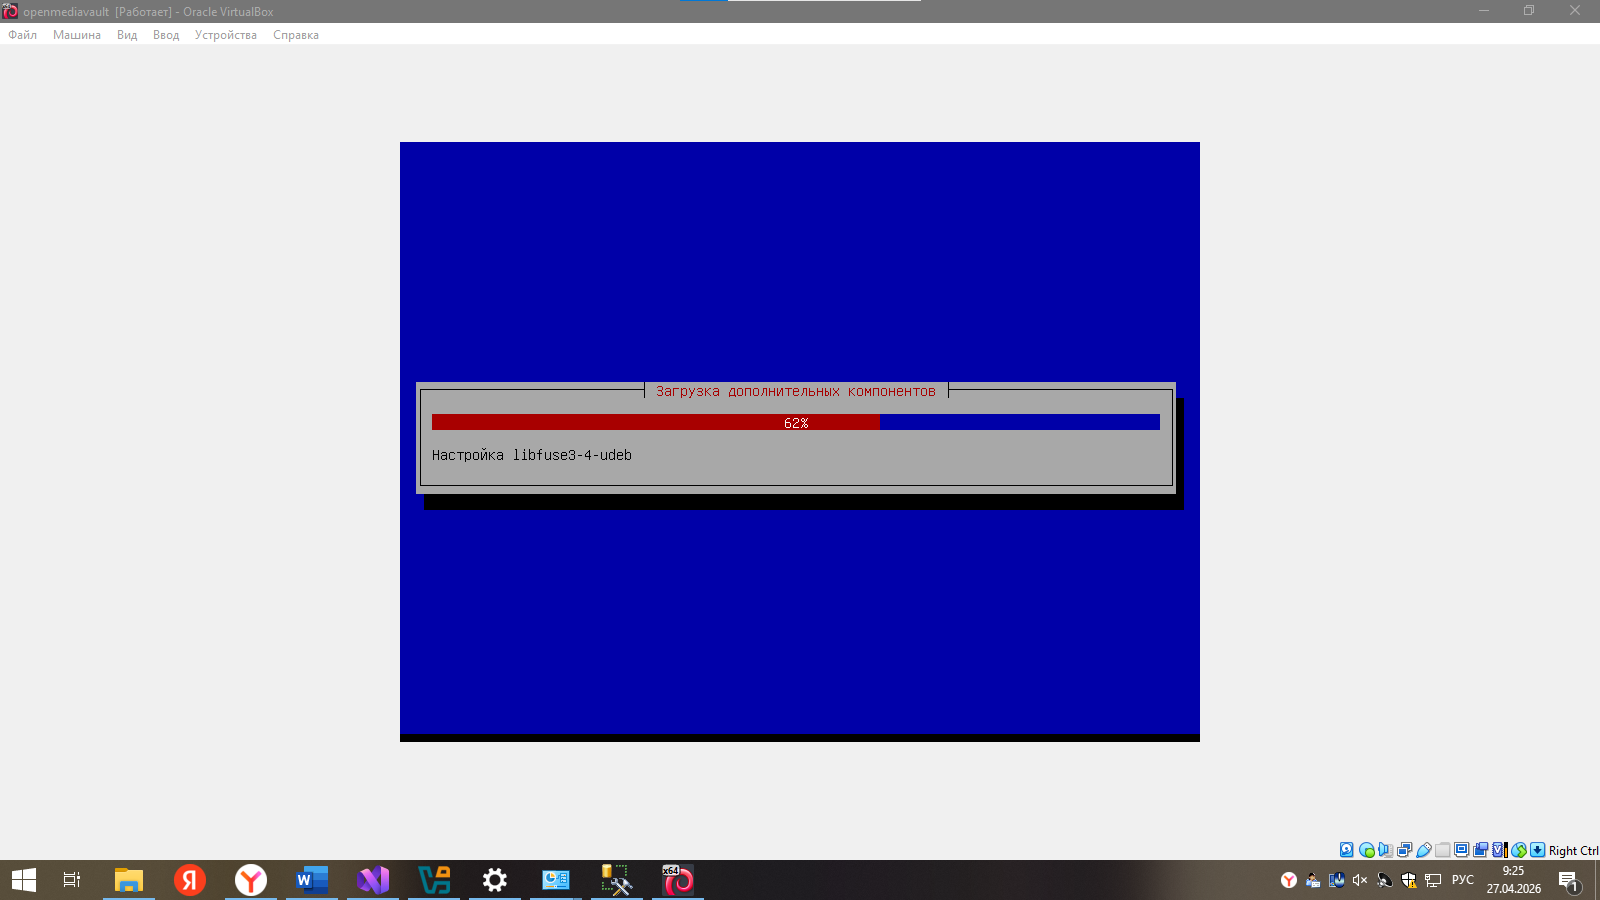 openmediavault [Работает] - Oracle VirtualBox
Файл Машина Вид Ввод Устройства Справка
Загрузка дополнительных компонентов
62%
Настройка libfuse3-4-udeb
Right Ctrl
РУС
9:25
27.04.2026
1